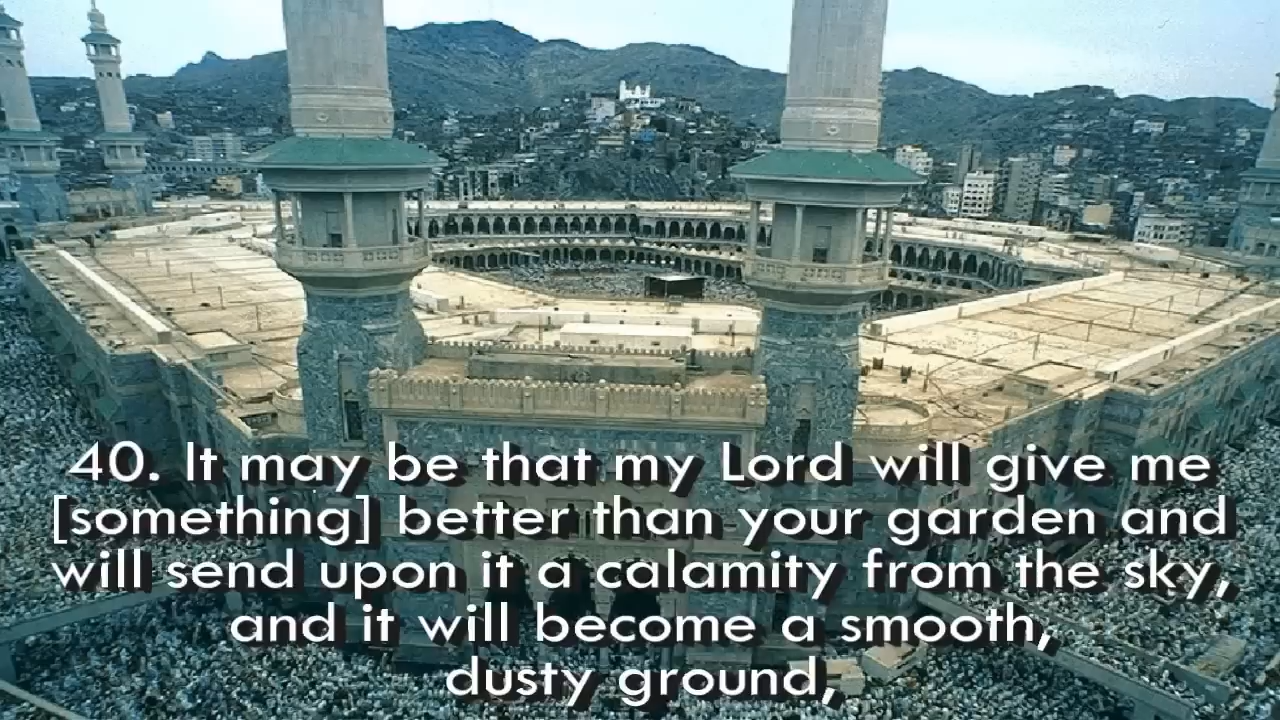 40. It may be that my Lord will give me
[something] better than your garden and
will send upon it a calamity from the sky,
and it will become a smooth,
dusty ground,